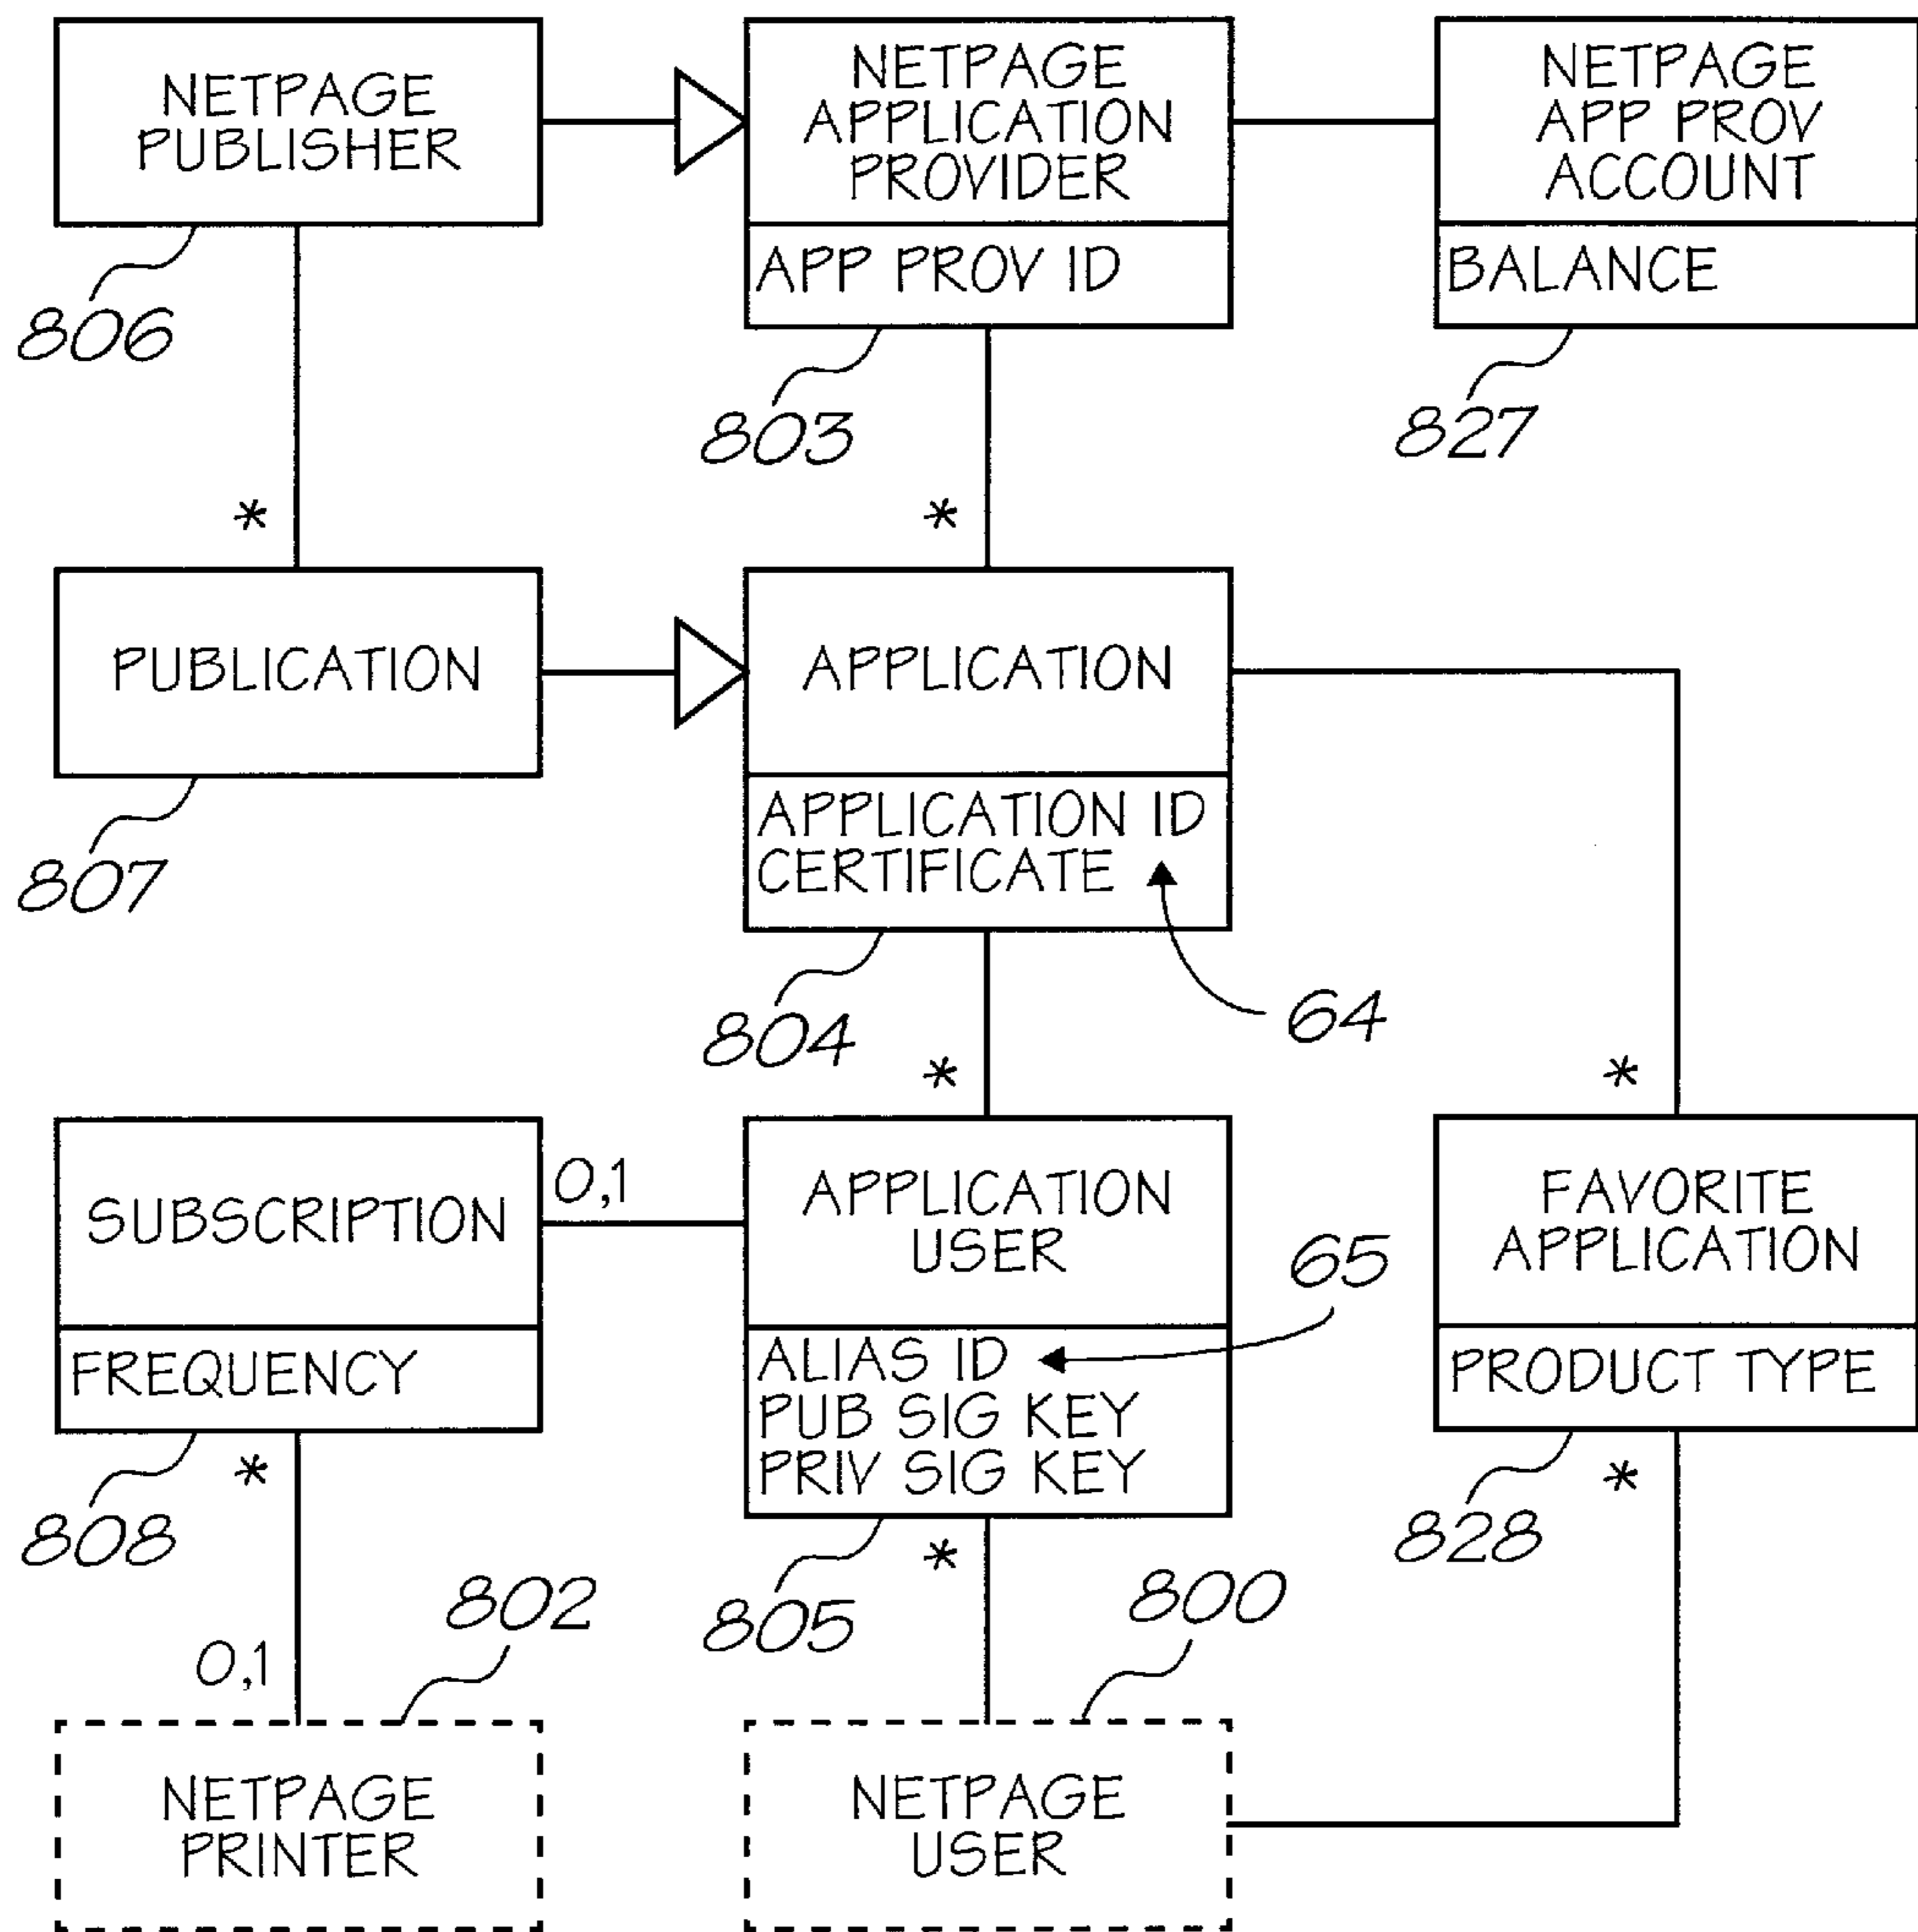 NETPAGE
PUBLISHER
806
NETPAGE
APPLICATION
PROVIDER
APP PROV ID
803
NETPAGE
APP PROV
ACCOUNT
BALANCE
827
*
*
PUBLICATION
807
APPLICATION
APPLICATION ID
CERTIFICATE
64
804
*
*
SUBSCRIPTION
0,1
FREQUENCY
808
*
APPLICATION
USER
65
ALIAS ID
PUB SIG KEY
PRIV SIG KEY
805
*
FAVORITE
APPLICATION
PRODUCT TYPE
828
*
802
0,1
NETPAGE
PRINTER
800
NETPAGE
USER